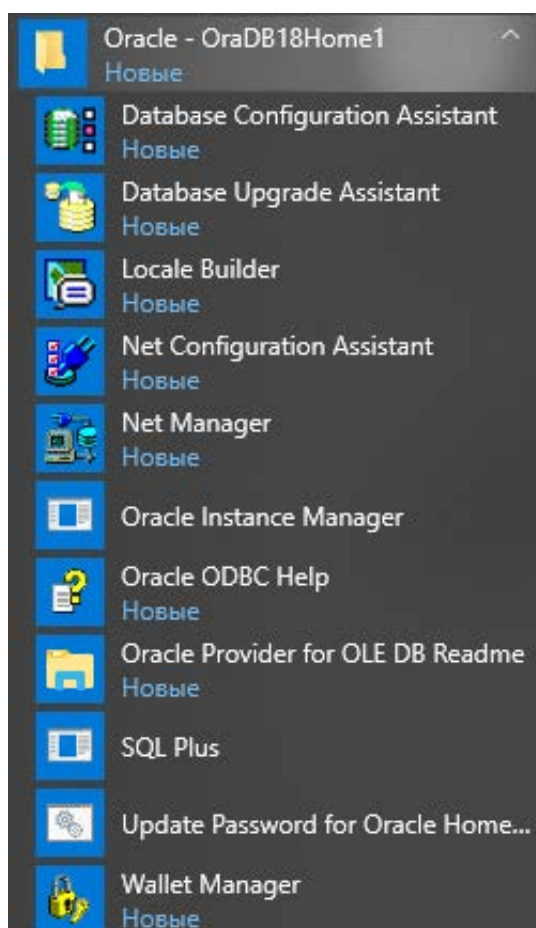 Oracle - OraDB18Home1
Новые
Database Configuration Assistant
Новые
Database Upgrade Assistant
Новые
Locale Builder
Новые
Net Configuration Assistant
Новые
Net Manager
Новые
Oracle Instance Manager
Oracle ODBC Help
Новые
Oracle Provider for OLE DB Readme
Новые
SQL Plus
Update Password for Oracle Home...
Wallet Manager
Новые